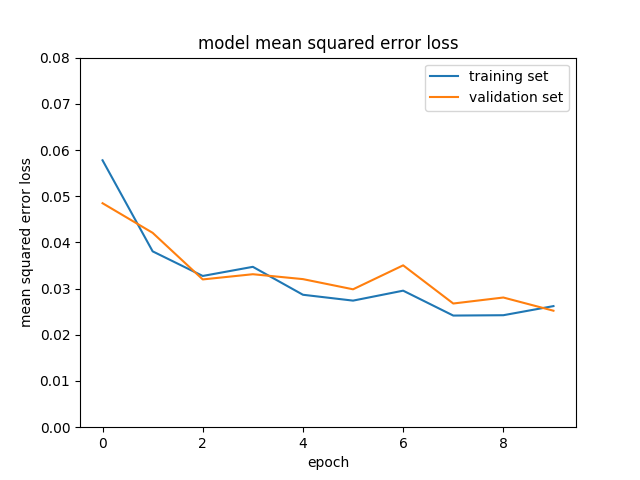 model mean squared error loss
0.08
0.07
0.06
0.05
0.04
0.03
0.02
0.01
0.00
mean squared error loss
training set
validation set
0 2 4 6 8
epoch